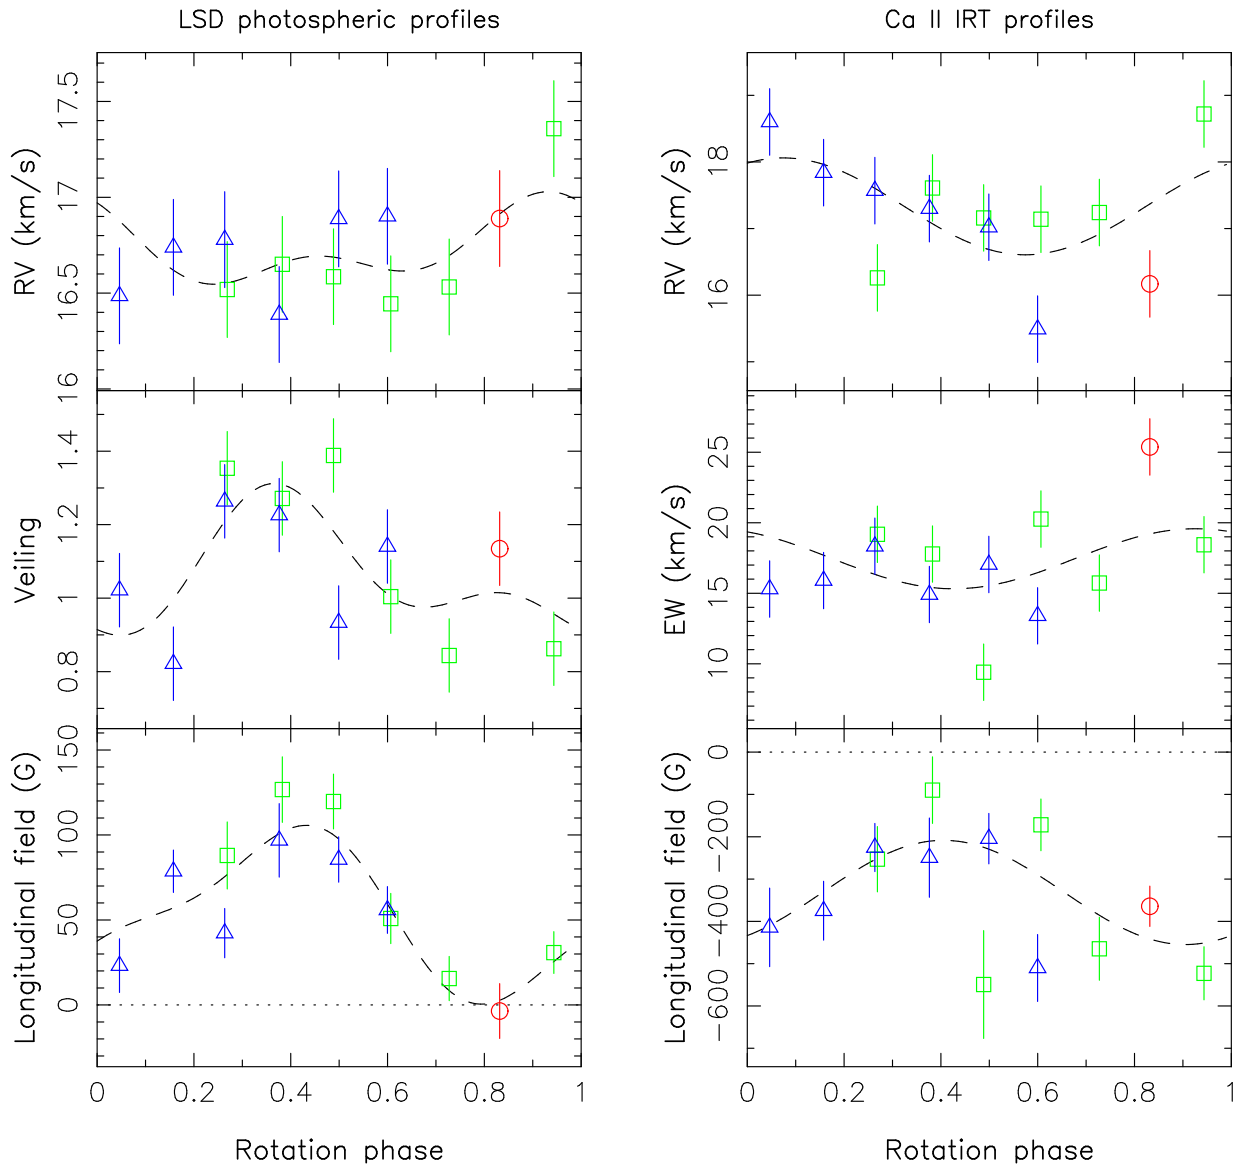 LSD photospheric profiles
Ca II IRT profiles
RV (km/s)
16 16.5 17 17.5
RV (km/s)
16 18
Veiling
0.8 1 1.2 1.4
EW (km/s)
10 15 20 25
Longitudinal field (G)
0 50 100 150
Longitudinal field (G)
−600 −400 −200 0
0 0.2 0.4 0.6 0.8 1
0 0.2 0.4 0.6 0.8 1
Rotation phase
Rotation phase